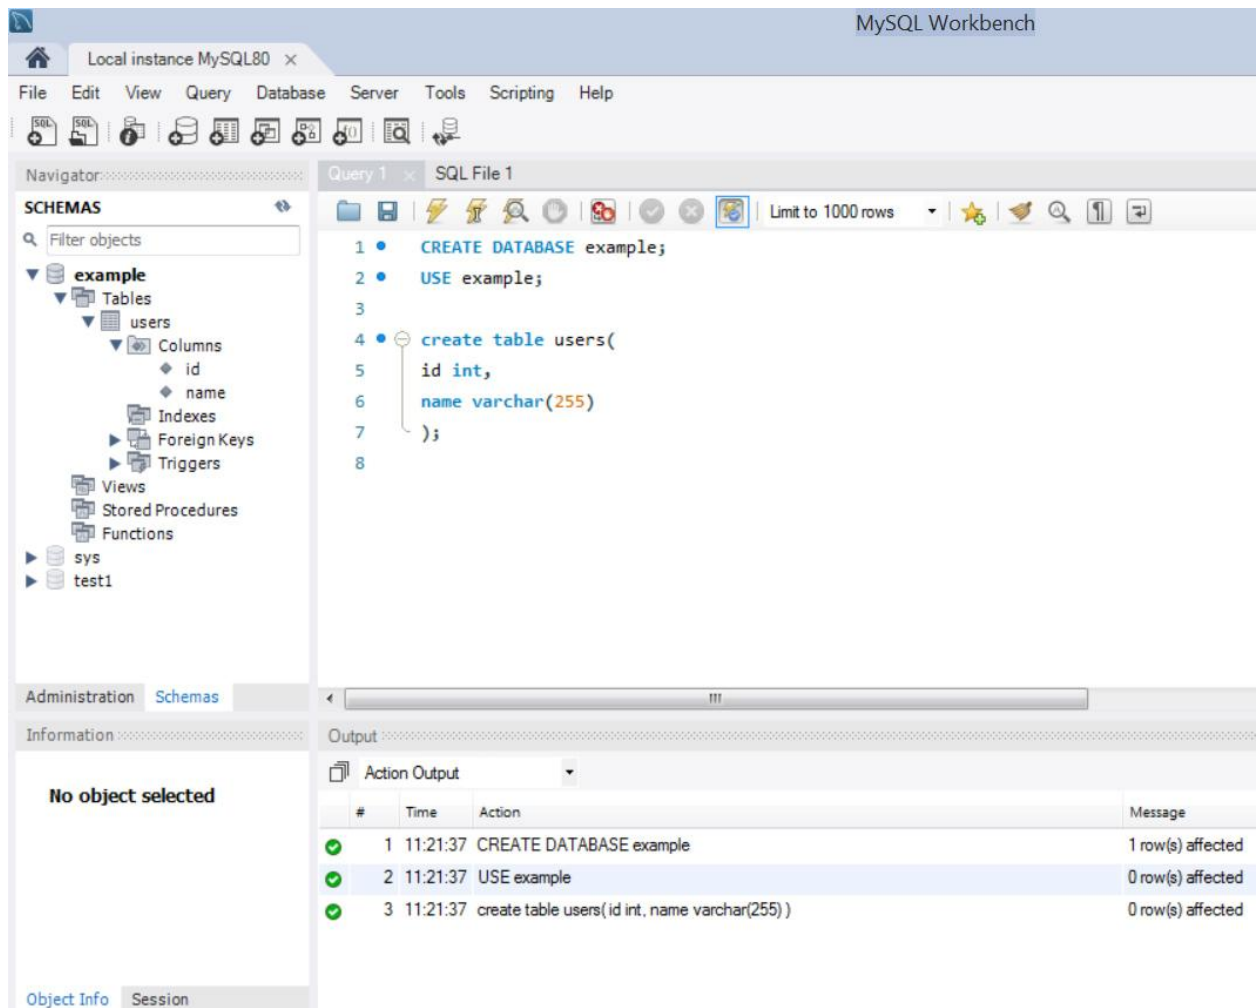 MySQL Workbench
Local instance MySQL80
File Edit View Query Database Server Tools Scripting Help
Navigator
SCHEMAS
Filter objects
example
Tables
users
Columns
id
name
Indexes
Foreign Keys
Triggers
Views
Stored Procedures
Functions
sys
test1
Administration Schemas
Information
No object selected
Object Info Session
Query 1 SQL File 1
Limit to 1000 rows
1 CREATE DATABASE example;
2 USE example;
3
4 create table users(
5 id int,
6 name varchar(255)
7 );
8
Output
Action Output
# Time Action Message
1 11:21:37 CREATE DATABASE example 1 row(s) affected
2 11:21:37 USE example 0 row(s) affected
3 11:21:37 create table users( id int, name varchar(255) ) 0 row(s) affected